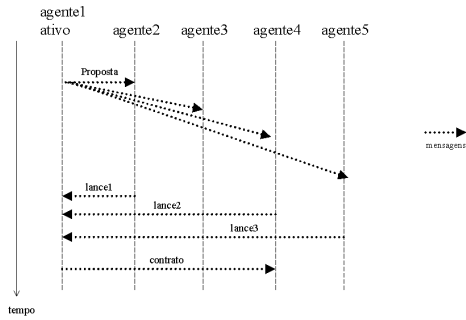 agente1
ativo agente2 agente3 agente4 agente5
Proposta
mensagens
lance1
lance2
lance3
contrato
tempo